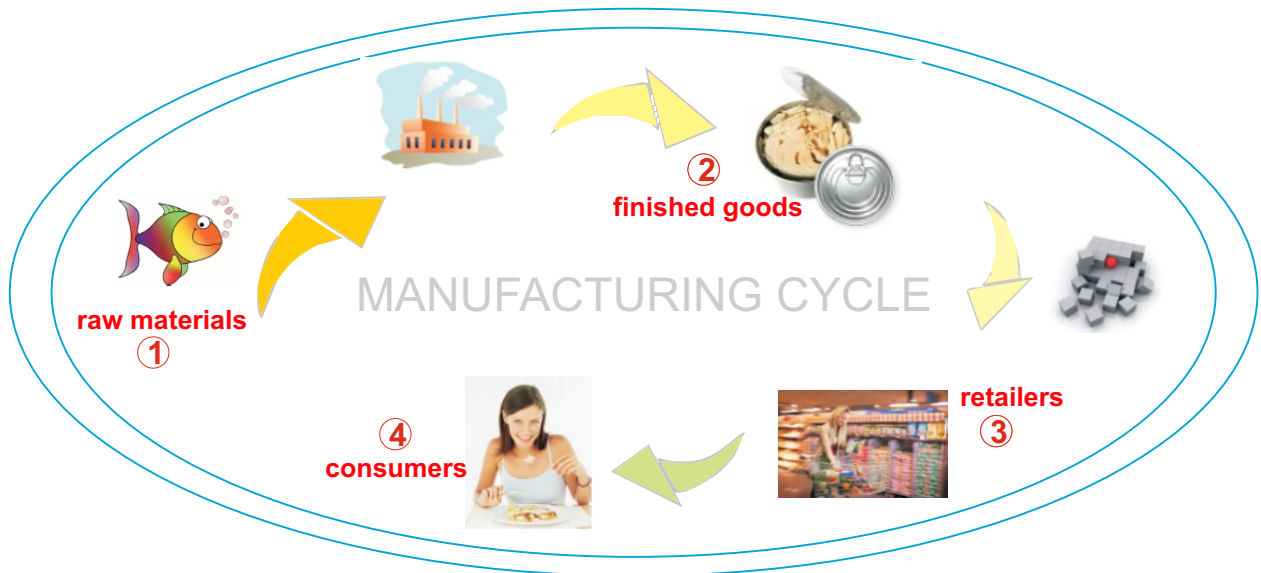 2
finished goods
MANUFACTURING CYCLE
raw materials
1
retailers
3
4
consumers